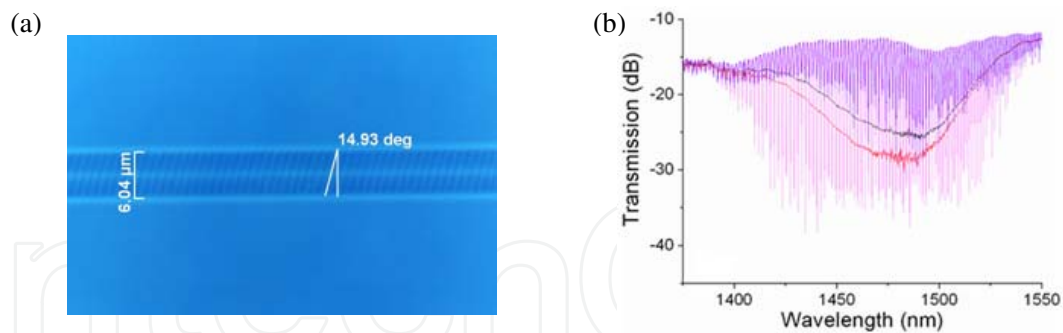 (a)
14.93 deg
6.04 µm
(b)
Transmission (dB)
-10
-20
-30
-40
1400
1450
1500
1550
Wavelength (nm)